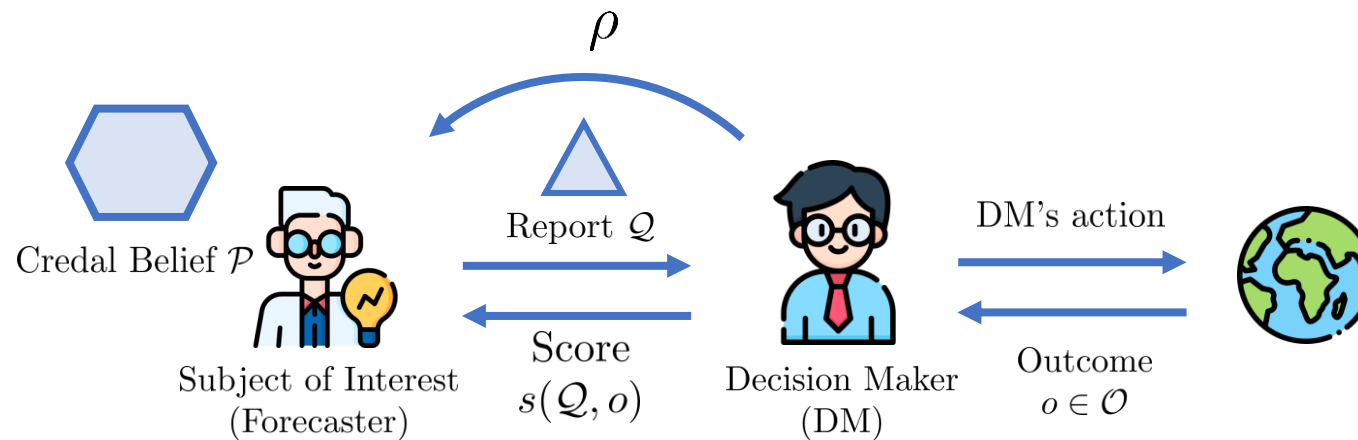 ρ
Credal Belief 𝒫
Report 𝒬
Score
s(𝒬, o)
Subject of Interest
(Forecaster)
Decision Maker
(DM)
DM's action
Outcome
o ∈ 𝒪